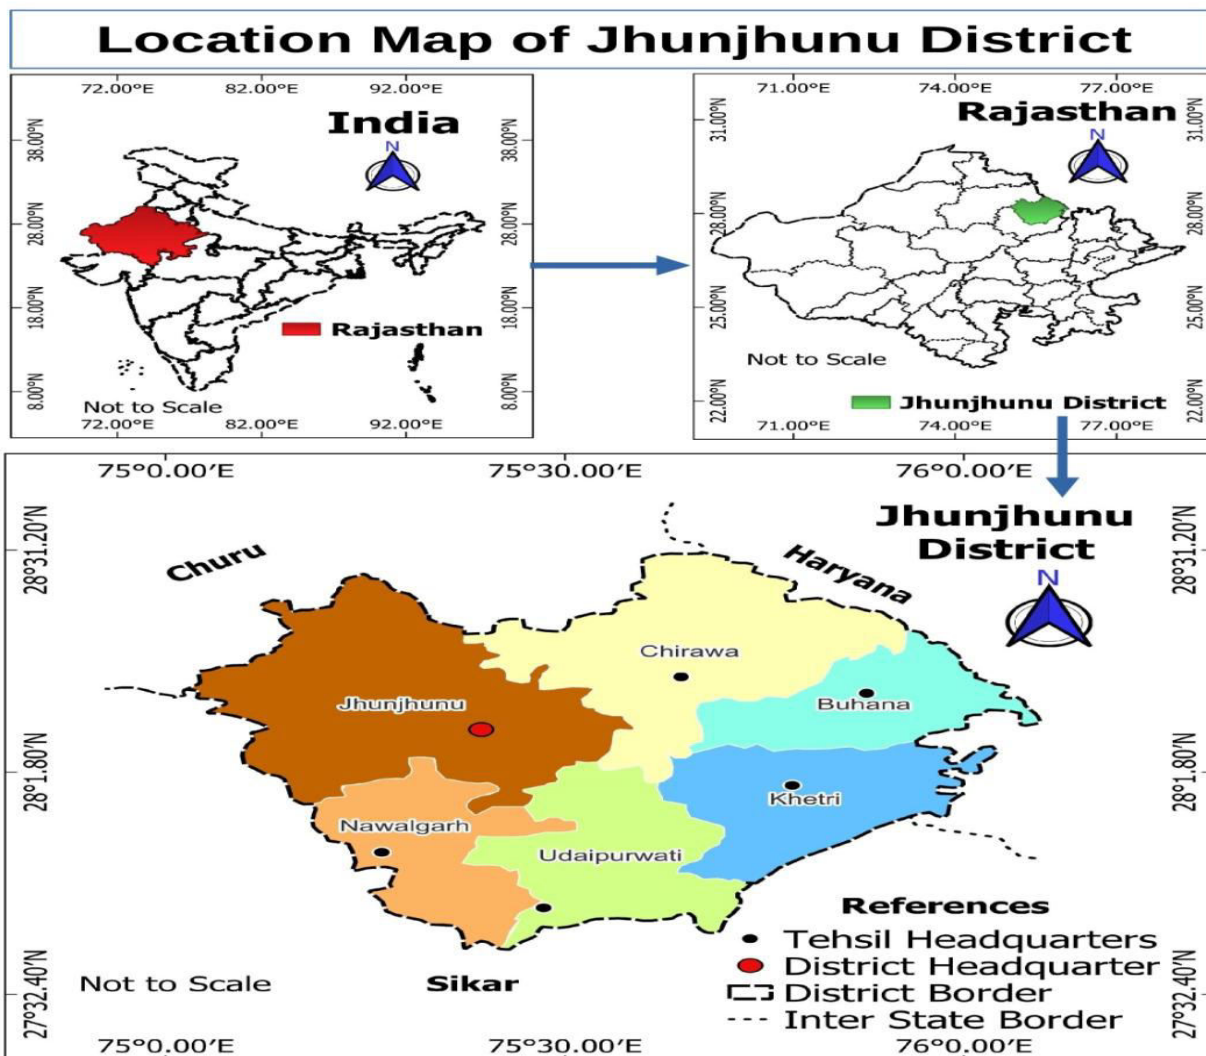 Location Map of Jhunjhunu District
72.00°E 82.00°E 92.00°E
India
N
38.00°N
28.00°N
18.00°N
8.00°N
38.00°N
28.00°N
18.00°N
8.00°N
Rajasthan
Not to Scale
72.00°E 82.00°E 92.00°E
71.00°E 74.00°E 77.00°E
Rajasthan
N
31.00°N
28.00°N
25.00°N
22.00°N
31.00°N
28.00°N
25.00°N
22.00°N
Not to Scale
Jhunjhunu District
71.00°E 74.00°E 77.00°E
75°0.00'E 75°30.00'E 76°0.00'E
Jhunjhunu
District
N
28°31.20'N
28°1.80'N
27°32.40'N
28°31.20'N
28°1.80'N
27°32.40'N
Churu
Haryana
Chirawa
Jhunjhunu
Buhana
Khetri
Nawalgarh
Udaipurwati
Sikar
Not to Scale
References
Tehsil Headquarters
District Headquarter
District Border
Inter State Border
75°0.00'E 75°30.00'E 76°0.00'E